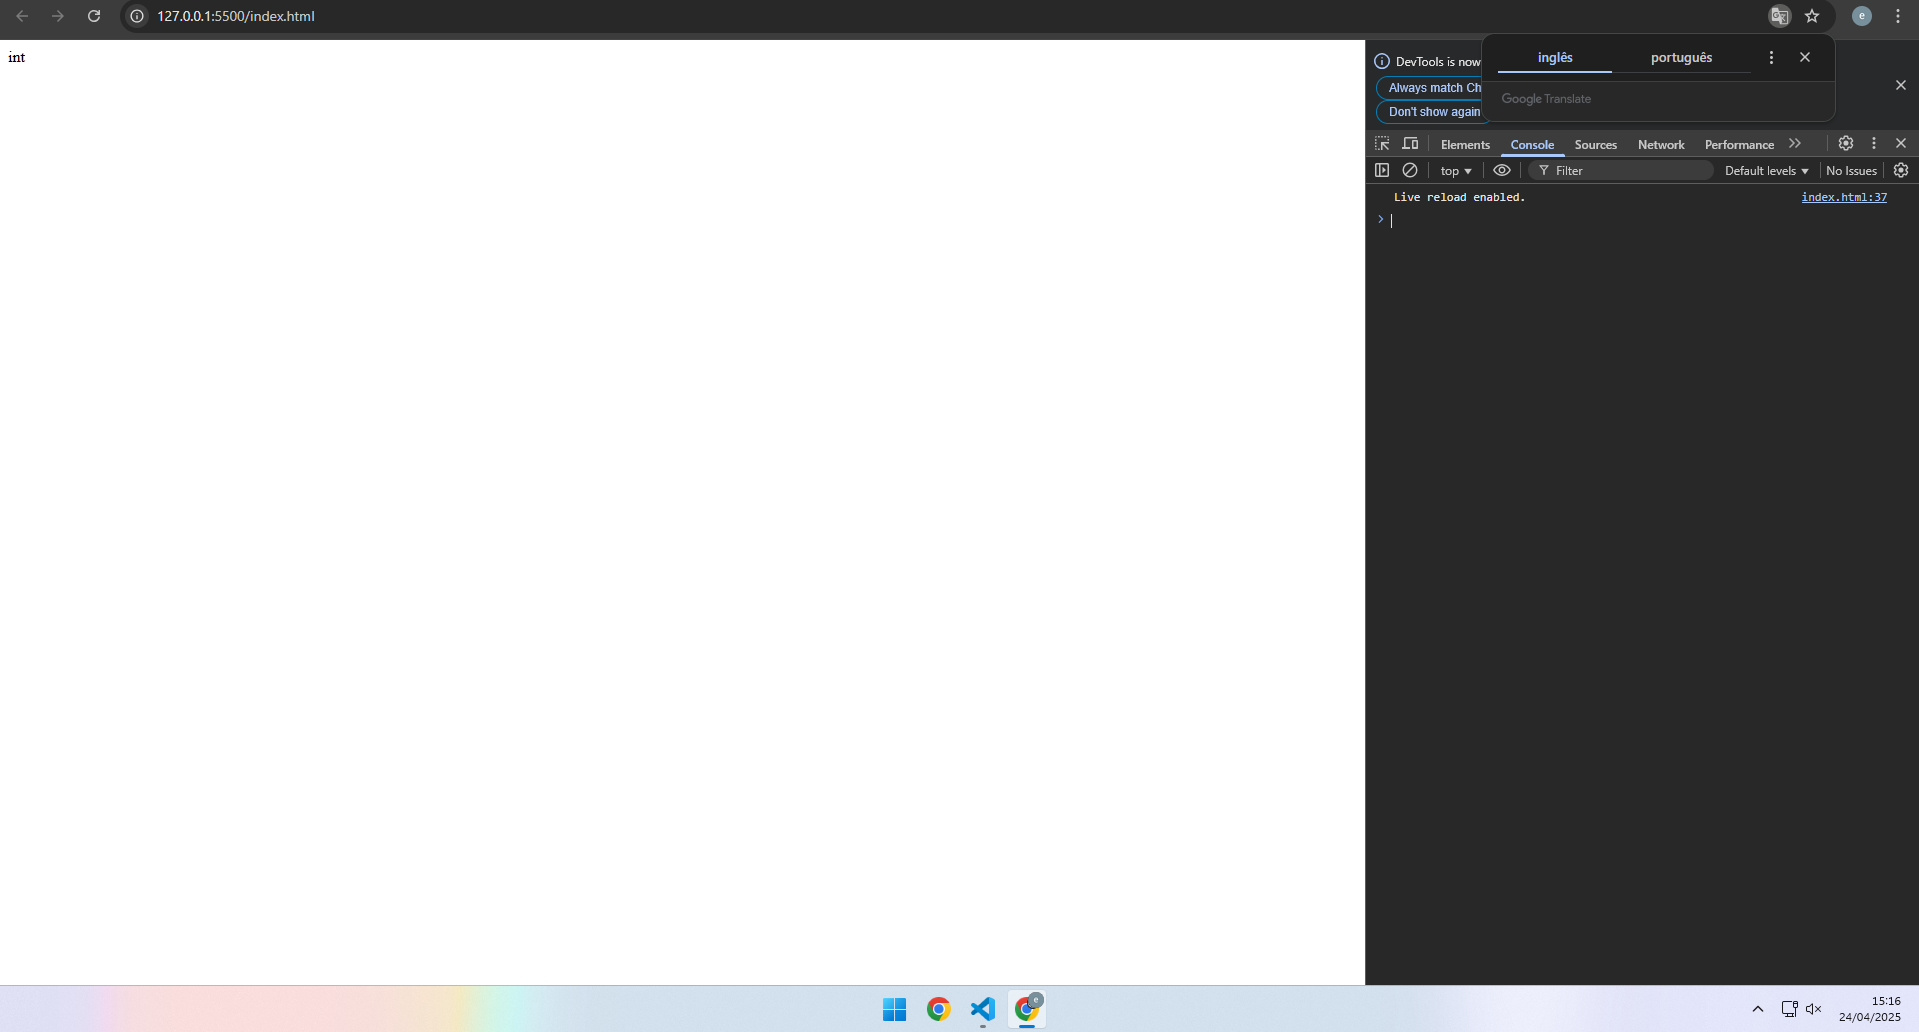 127.0.0.1:5500/index.html
e
int
inglês português
Google Translate
DevTools is now
Always match Ch
Don't show again
Elements Console Sources Network Performance
top Filter Default levels No Issues
Live reload enabled. index.html:37
e
15:16
24/04/2025